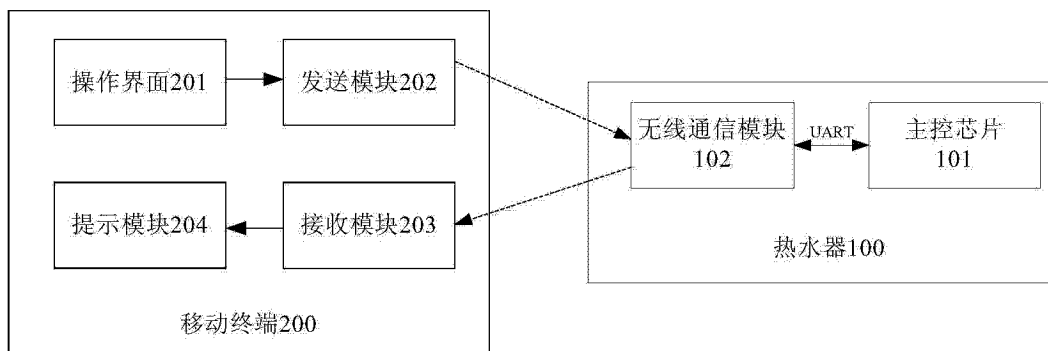 操作界面201
发送模块202
提示模块204
接收模块203
移动终端200
无线通信模块
102
UART
主控芯片
101
热水器100